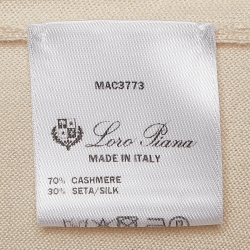 MAC3773
Loro Piana
MADE IN ITALY
70% CASHMERE
30% SETA/SILK